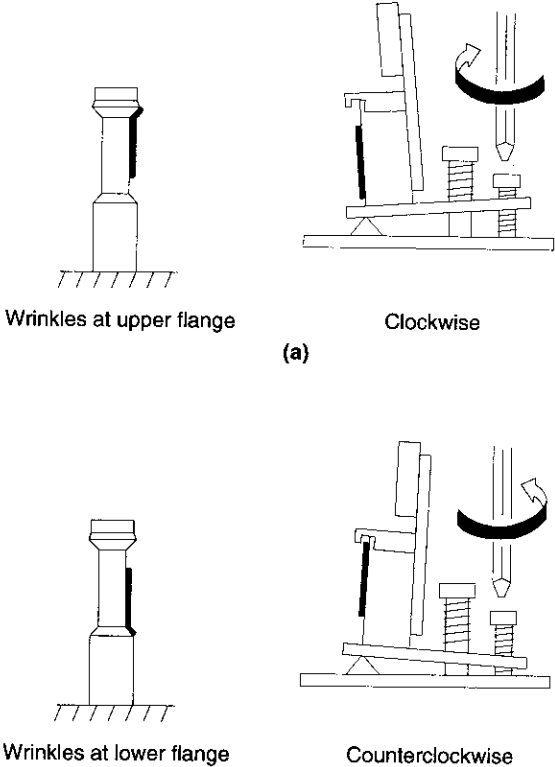 Wrinkles at upper flange
Clockwise
(a)
Wrinkles at lower flange
Counterclockwise